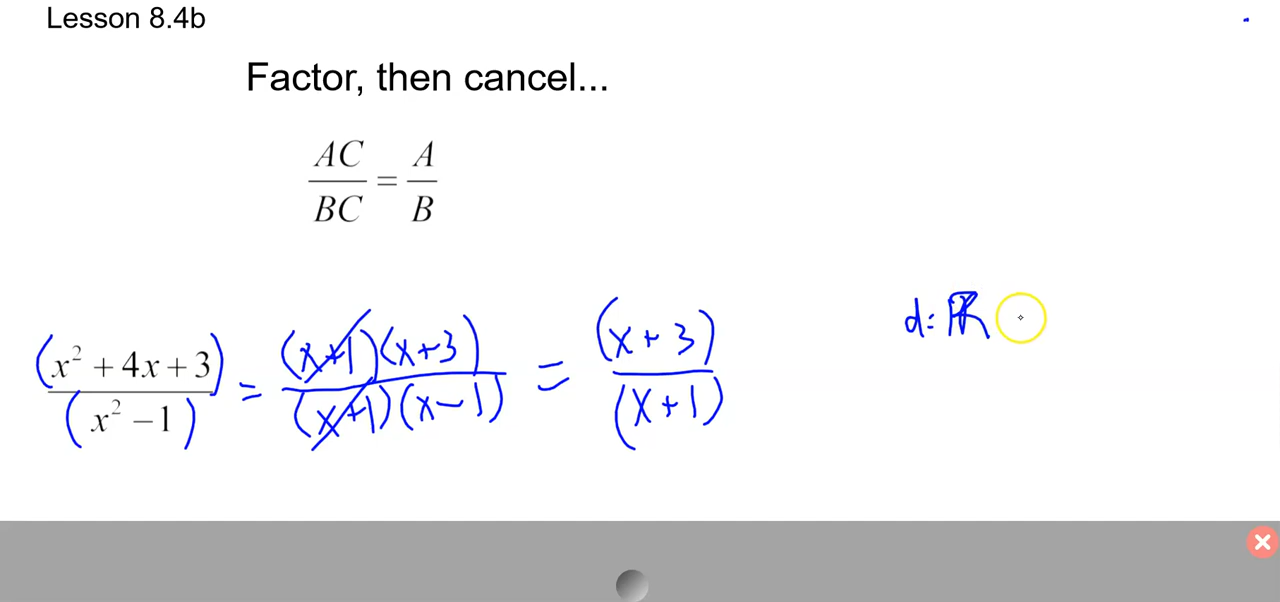 Lesson 8.4b
Factor, then cancel...
AC/BC = A/B
(x² + 4x + 3)/(x² − 1) = (x+1)(x+3)/(x+1)(x−1) = (x+3)/(x+1)
d: ℝ